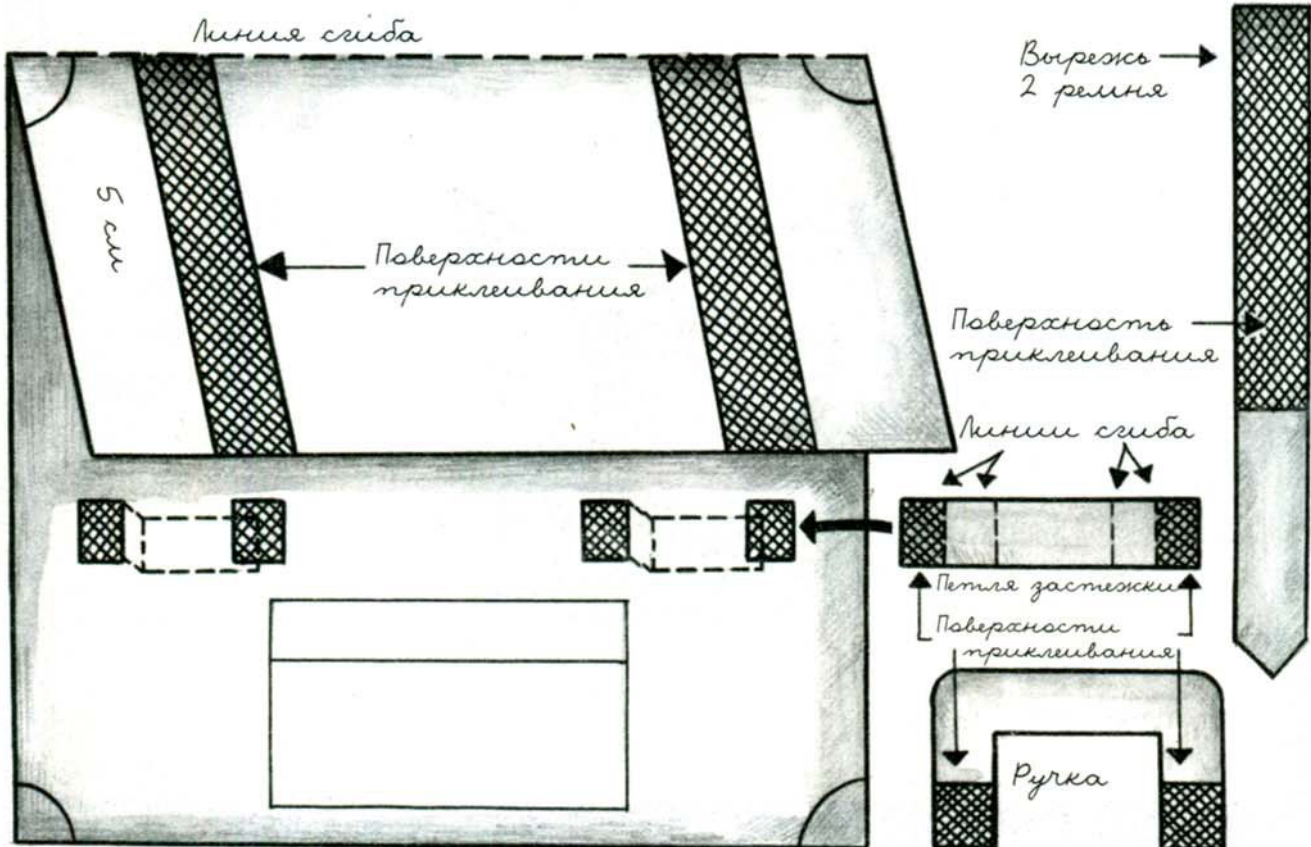 Линия сгиба
Вырежь
2 ремня
5 см
Поверхности
приклеивания
Поверхность
приклеивания
Линии сгиба
Петля застежки
Поверхности
приклеивания
Ручка